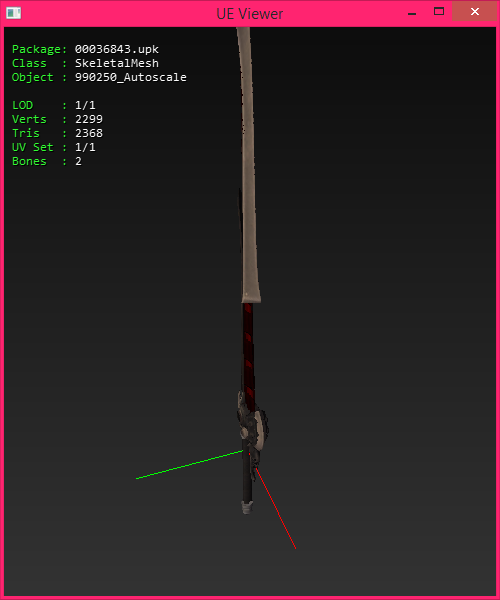 UE Viewer
Package: 00036843.upk
Class  : SkeletalMesh
Object : 990250_Autoscale
LOD    : 1/1
Verts  : 2299
Tris   : 2368
UV Set : 1/1
Bones  : 2